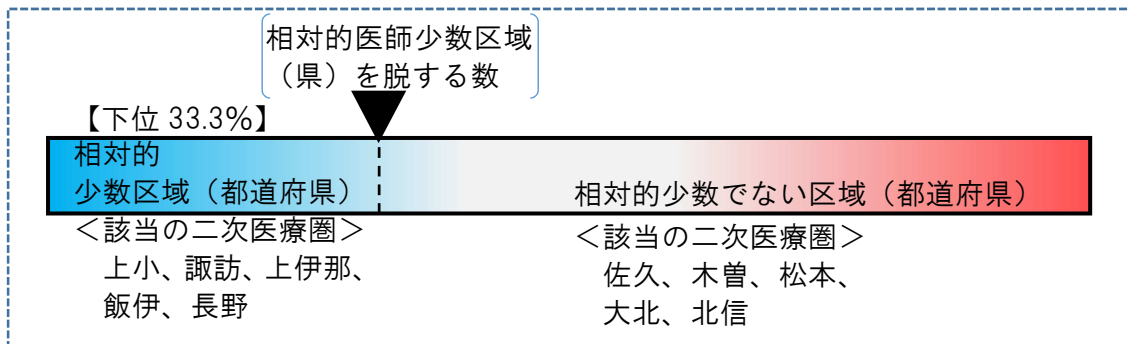 相対的医師少数区域
（県）を脱する数
【下位 33.3%】
相対的
少数区域（都道府県）
相対的少数でない区域（都道府県）
＜該当の二次医療圏＞
上小、諏訪、上伊那、
飯伊、長野
＜該当の二次医療圏＞
佐久、木曽、松本、
大北、北信